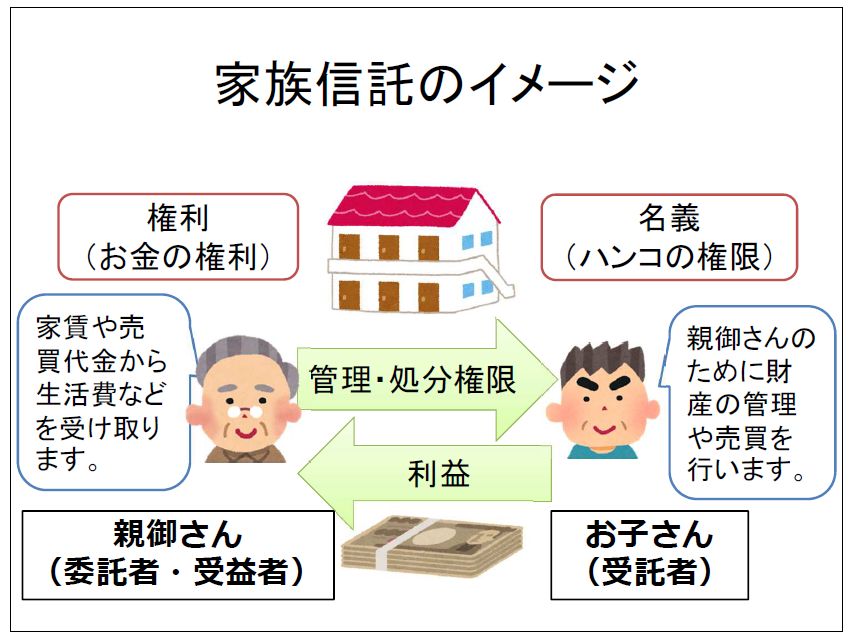 家族信託のイメージ
権利
（お金の権利）
名義
（ハンコの権限）
家賃や売
買代金から
生活費など
を受け取り
ます。
管理・処分権限
親御さんの
ために財
産の管理
や売買を
行います。
利益
親御さん
（委託者・受益者）
お子さん
（受託者）